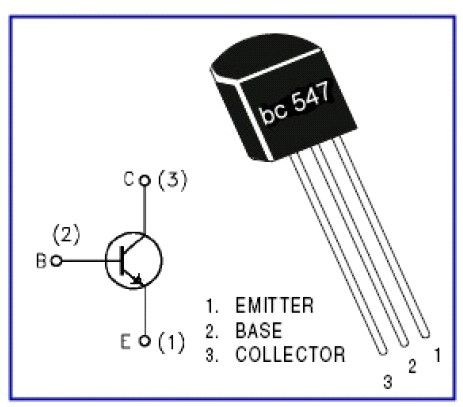 bc 547
C (3)
(2)
B
E (1)
1. EMITTER
2. BASE
3. COLLECTOR
1
2
3